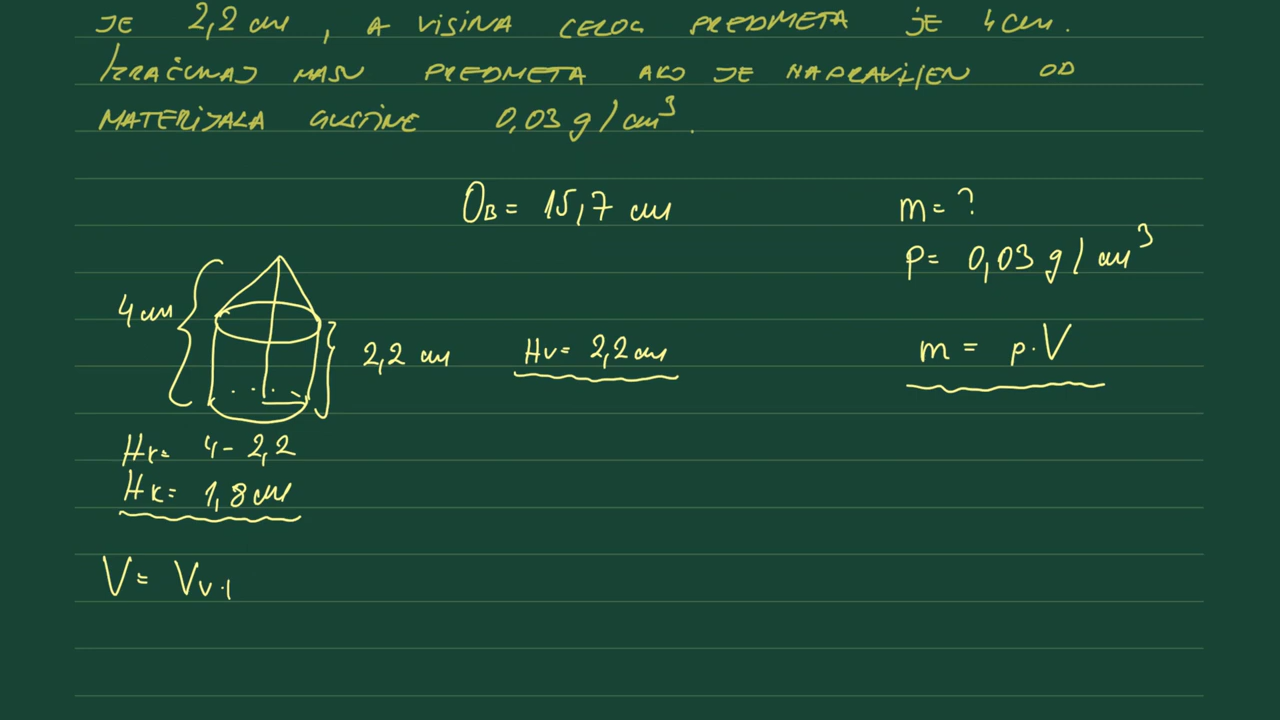 JE 2,2 cm, A VISINA CELOG PREDMETA JE 4 cm.
IZRAČUNAJ MASU PREDMETA AKO JE NAPRAVLJEN OD
MATERIJALA GUSTINE 0,03 g/cm³.
OB = 15,7 cm
m = ?
ρ = 0,03 g/cm³
4 cm
2,2 cm
Hv = 2,2 cm
m = ρ · V
Hk = 4 - 2,2
Hk = 1,8 cm
V = Vv